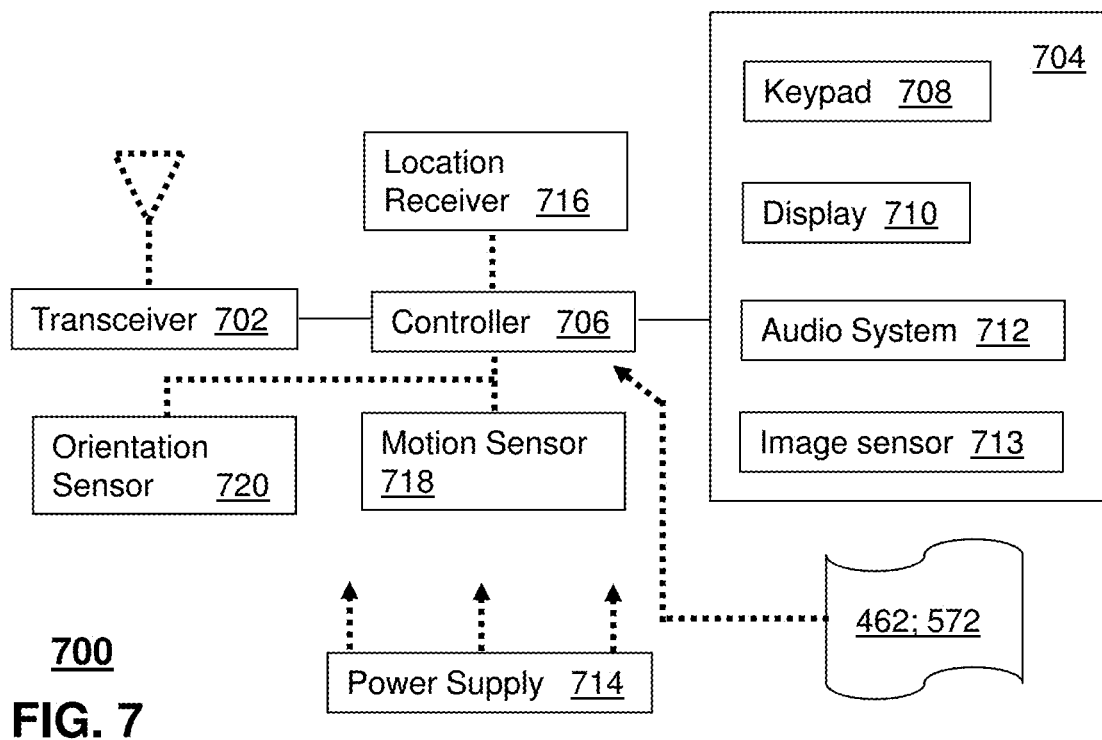 704
Keypad 708
Location
Receiver 716
Display 710
Transceiver 702
Controller 706
Audio System 712
Orientation
Sensor 720
Motion Sensor
718
Image sensor 713
462; 572
700
Power Supply 714
FIG. 7